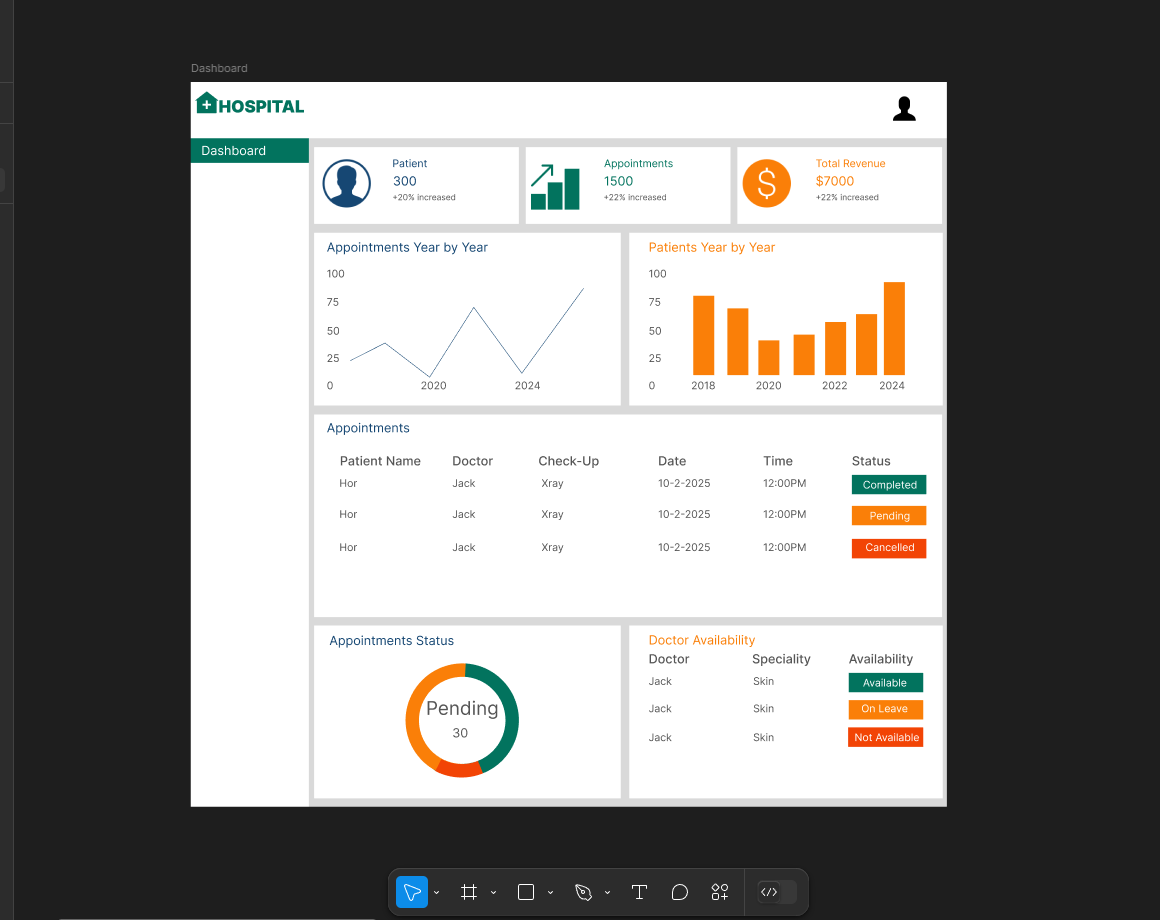 Dashboard
HOSPITAL
Dashboard
Patient
300
+20% increased
Appointments
1500
+22% increased
Total Revenue
$7000
+22% increased
Appointments Year by Year
100
75
50
25
0
2020
2024
Patients Year by Year
100
75
50
25
0
2018
2020
2022
2024
Appointments
Patient Name Doctor Check-Up Date Time Status
Hor Jack Xray 10-2-2025 12:00PM Completed
Hor Jack Xray 10-2-2025 12:00PM Pending
Hor Jack Xray 10-2-2025 12:00PM Cancelled
Appointments Status
Pending
30
Doctor Availability
Doctor Speciality Availability
Jack Skin Available
Jack Skin On Leave
Jack Skin Not Available